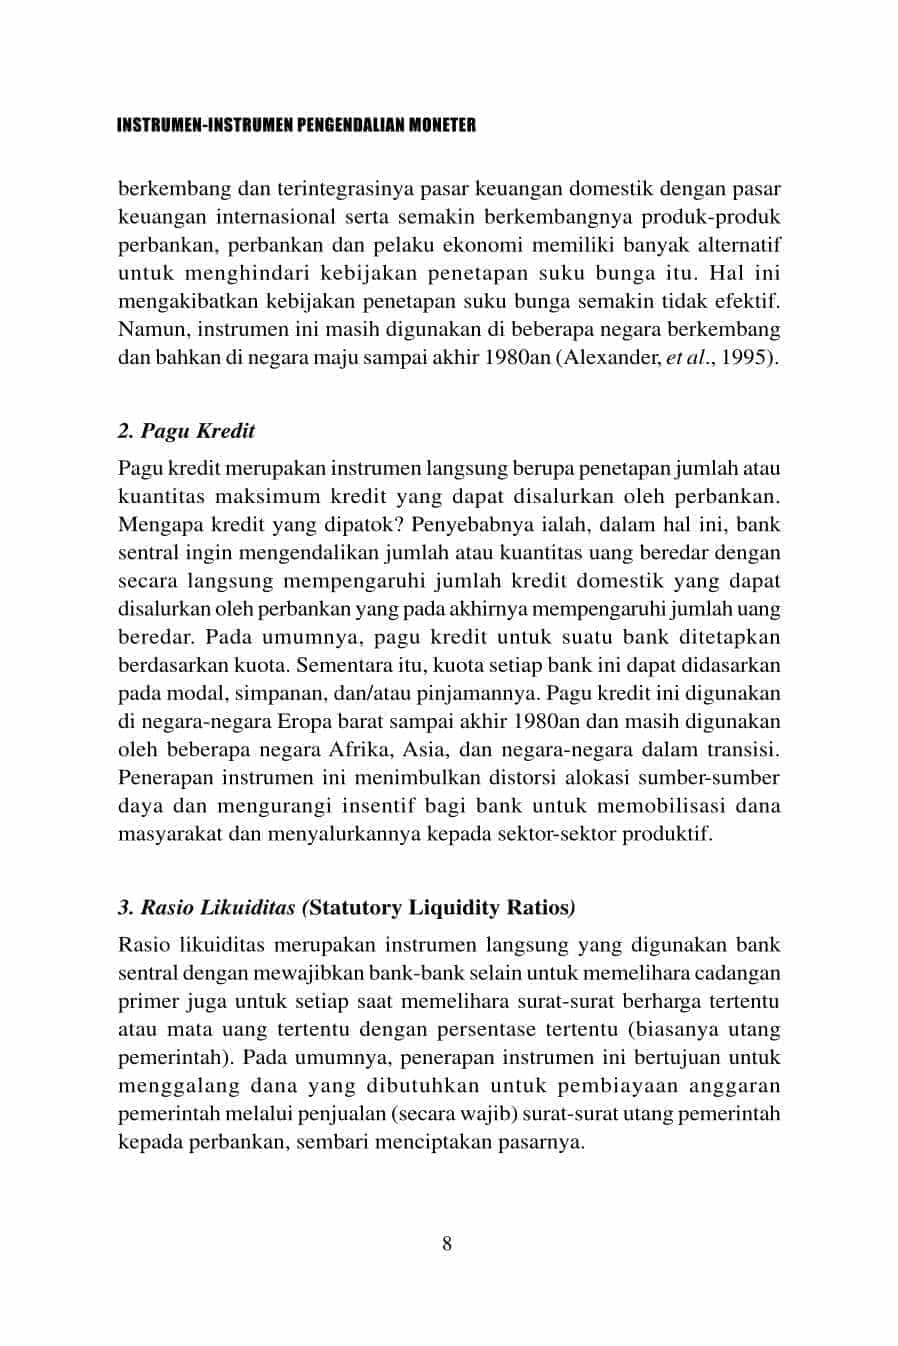 INSTRUMEN-INSTRUMEN PENGENDALIAN MONETER
berkembang dan terintegrasinya pasar keuangan domestik dengan pasar
keuangan internasional serta semakin berkembangnya produk-produk
perbankan, perbankan dan pelaku ekonomi memiliki banyak alternatif
untuk menghindari kebijakan penetapan suku bunga itu. Hal ini
mengakibatkan kebijakan penetapan suku bunga semakin tidak efektif.
Namun, instrumen ini masih digunakan di beberapa negara berkembang
dan bahkan di negara maju sampai akhir 1980an (Alexander, et al., 1995).
2. Pagu Kredit
Pagu kredit merupakan instrumen langsung berupa penetapan jumlah atau
kuantitas maksimum kredit yang dapat disalurkan oleh perbankan.
Mengapa kredit yang dipatok? Penyebabnya ialah, dalam hal ini, bank
sentral ingin mengendalikan jumlah atau kuantitas uang beredar dengan
secara langsung mempengaruhi jumlah kredit domestik yang dapat
disalurkan oleh perbankan yang pada akhirnya mempengaruhi jumlah uang
beredar. Pada umumnya, pagu kredit untuk suatu bank ditetapkan
berdasarkan kuota. Sementara itu, kuota setiap bank ini dapat didasarkan
pada modal, simpanan, dan/atau pinjamannya. Pagu kredit ini digunakan
di negara-negara Eropa barat sampai akhir 1980an dan masih digunakan
oleh beberapa negara Afrika, Asia, dan negara-negara dalam transisi.
Penerapan instrumen ini menimbulkan distorsi alokasi sumber-sumber
daya dan mengurangi insentif bagi bank untuk memobilisasi dana
masyarakat dan menyalurkannya kepada sektor-sektor produktif.
3. Rasio Likuiditas (Statutory Liquidity Ratios)
Rasio likuiditas merupakan instrumen langsung yang digunakan bank
sentral dengan mewajibkan bank-bank selain untuk memelihara cadangan
primer juga untuk setiap saat memelihara surat-surat berharga tertentu
atau mata uang tertentu dengan persentase tertentu (biasanya utang
pemerintah). Pada umumnya, penerapan instrumen ini bertujuan untuk
menggalang dana yang dibutuhkan untuk pembiayaan anggaran
pemerintah melalui penjualan (secara wajib) surat-surat utang pemerintah
kepada perbankan, sembari menciptakan pasarnya.
8